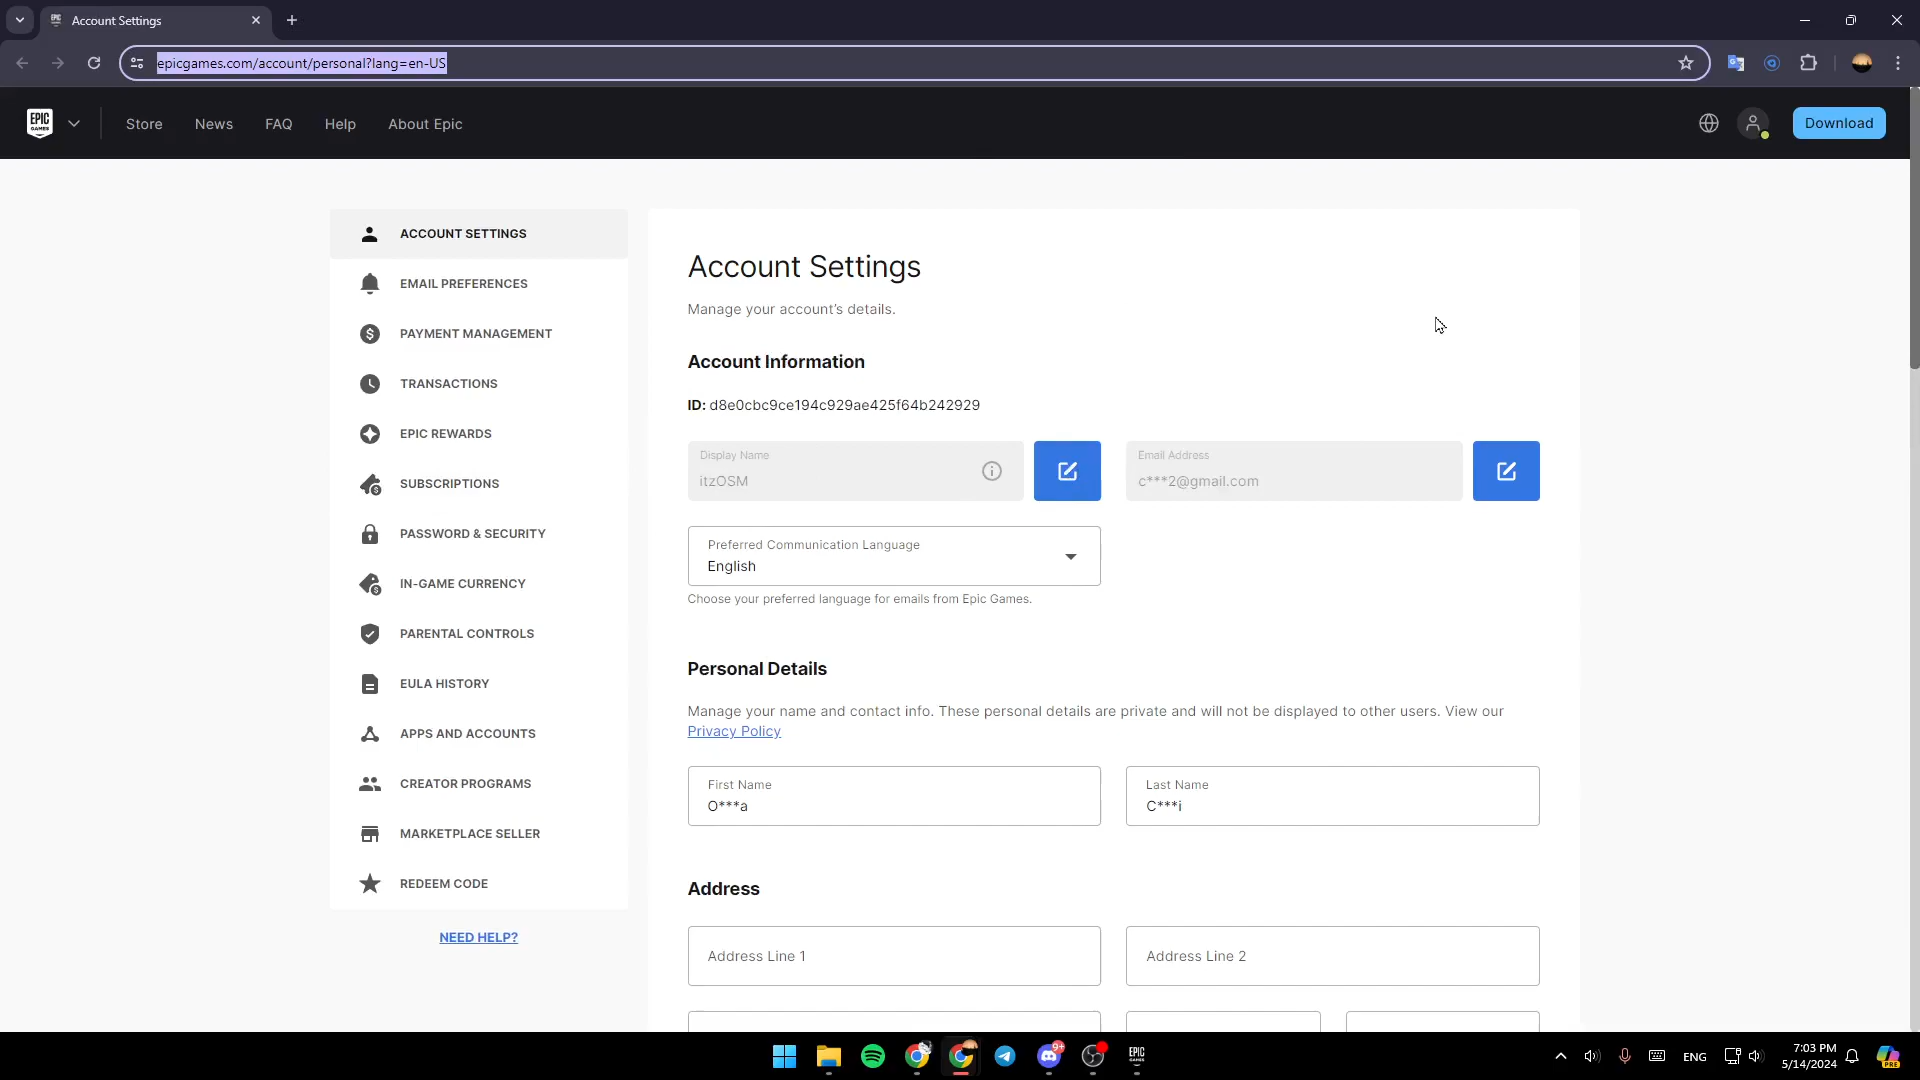 Account Settings
epicgames.com/account/personal?lang=en-US
EPIC GAMES
Store
News
FAQ
Help
About Epic
Download
ACCOUNT SETTINGS
EMAIL PREFERENCES
PAYMENT MANAGEMENT
TRANSACTIONS
EPIC REWARDS
SUBSCRIPTIONS
PASSWORD & SECURITY
IN-GAME CURRENCY
PARENTAL CONTROLS
EULA HISTORY
APPS AND ACCOUNTS
CREATOR PROGRAMS
MARKETPLACE SELLER
REDEEM CODE
NEED HELP?
Account Settings
Manage your account's details.
Account Information
ID: d8e0cbc9ce194c929ae425f64b242929
Display Name
itzOSM
Email Address
c***2@gmail.com
Preferred Communication Language
English
Choose your preferred language for emails from Epic Games.
Personal Details
Manage your name and contact info. These personal details are private and will not be displayed to other users. View our
Privacy Policy
First Name
O***a
Last Name
C***i
Address
Address Line 1
Address Line 2
9+
EPIC GAMES
ENG
7:03 PM
5/14/2024
PRE